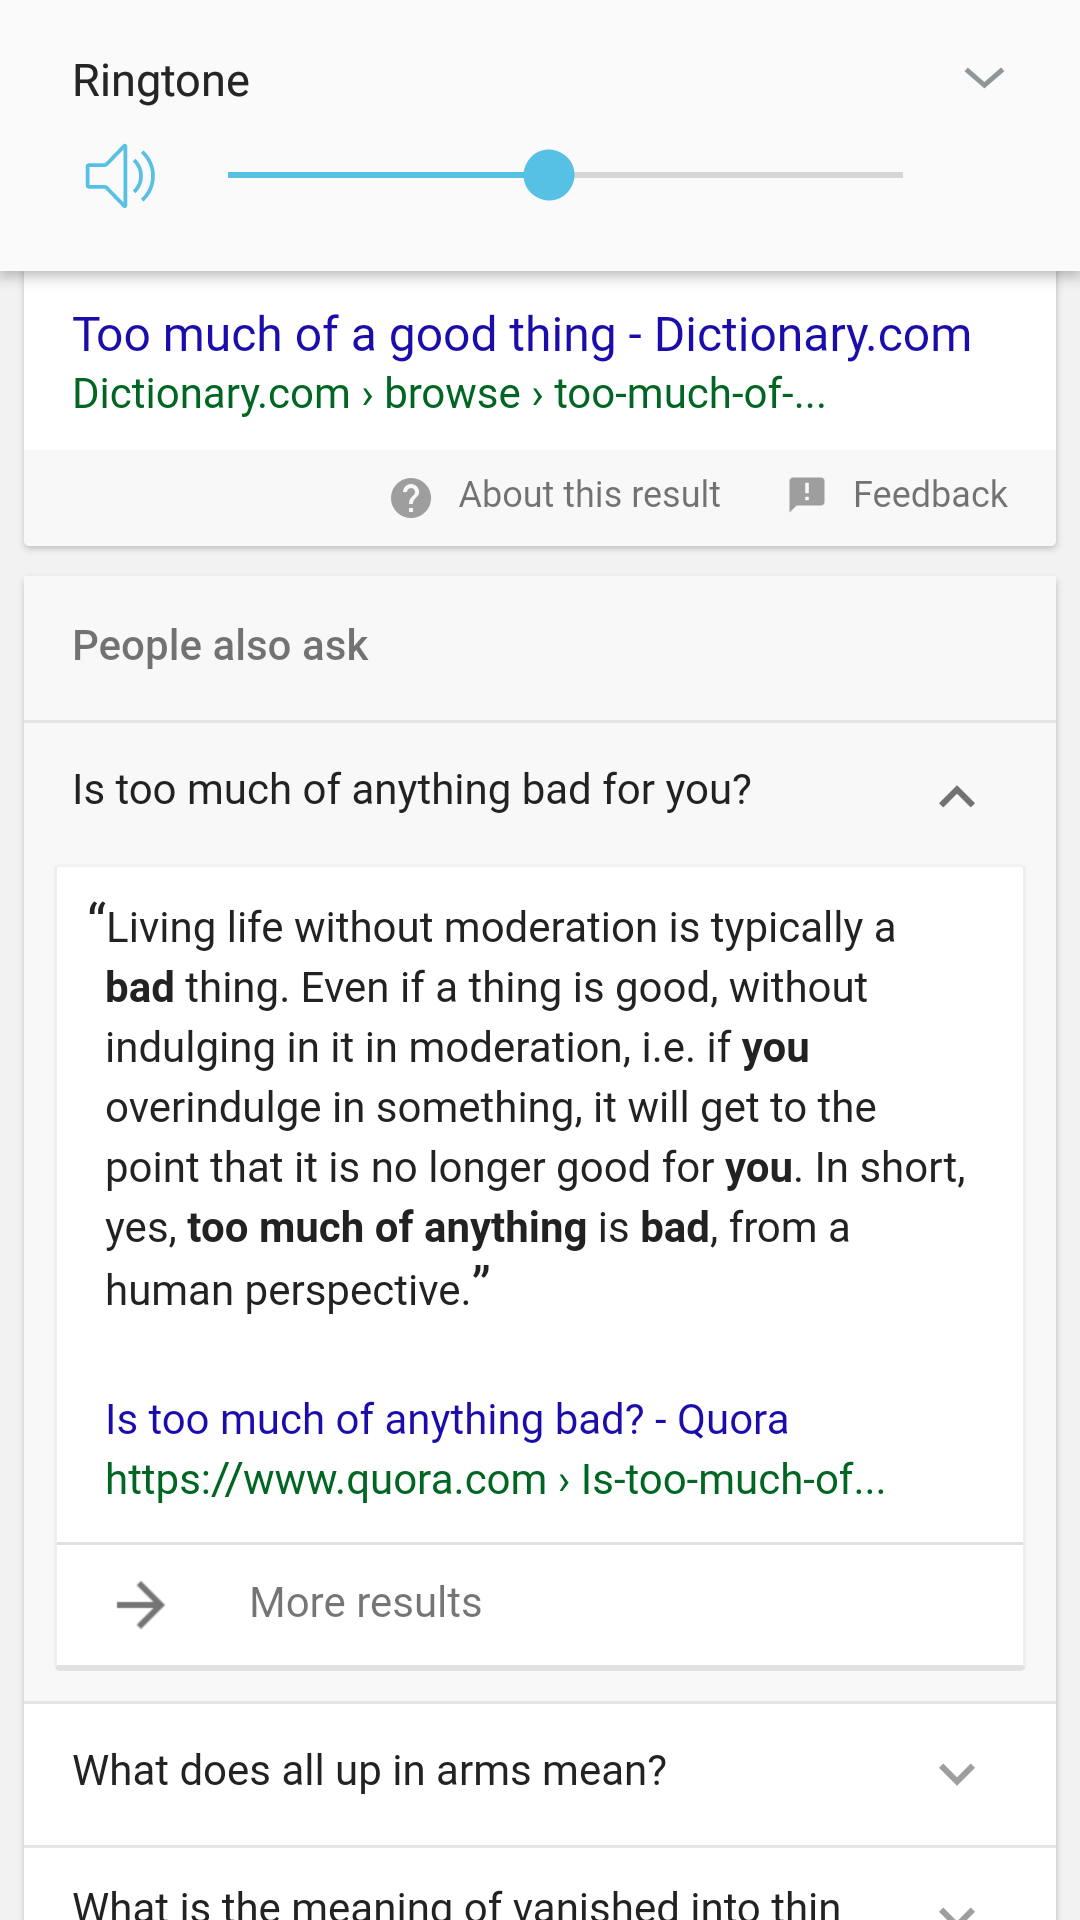 Ringtone
Too much of a good thing - Dictionary.com
Dictionary.com › browse › too-much-of-...
About this result Feedback
People also ask
Is too much of anything bad for you?
“Living life without moderation is typically a
bad thing. Even if a thing is good, without
indulging in it in moderation, i.e. if you
overindulge in something, it will get to the
point that it is no longer good for you. In short,
yes, too much of anything is bad, from a
human perspective.”
Is too much of anything bad? - Quora
https://www.quora.com › Is-too-much-of...
More results
What does all up in arms mean?
What is the meaning of vanished into thin